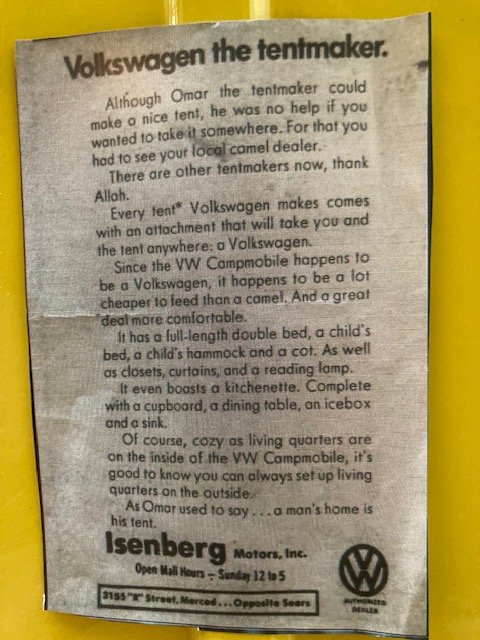 Volkswagen the tentmaker.
Although Omar the tentmaker could
make a nice tent, he was no help if you
wanted to take it somewhere. For that you
had to see your local camel dealer.
There are other tentmakers now, thank
Allah.
Every tent* Volkswagen makes comes
with an attachment that will take you and
the tent anywhere: a Volkswagen.
Since the VW Campmobile happens to
be a Volkswagen, it happens to be a lot
cheaper to feed than a camel. And a great
deal more comfortable.
It has a full-length double bed, a child's
bed, a child's hammock and a cot. As well
as closets, curtains, and a reading lamp.
It even boasts a kitchenette. Complete
with a cupboard, a dining table, an icebox
and a sink.
Of course, cozy as living quarters are
on the inside of the VW Campmobile, it's
good to know you can always set up living
quarters on the outside.
As Omar used to say . . . a man's home is
his tent.
Isenberg Motors, Inc.
Open Mall Hours – Sunday 12 to 5
3155 "R" Street, Merced . . . Opposite Sears
VW
AUTHORIZED
DEALER